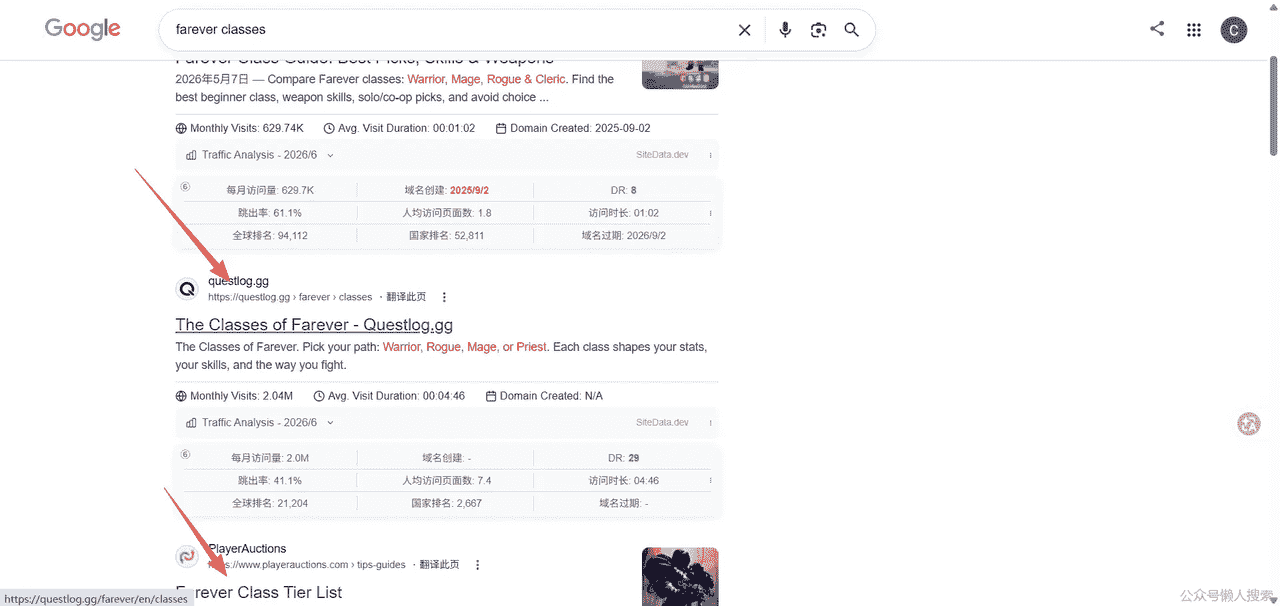 Google
farever classes
C
Farever Class Guide: Best Picks, Skills & Weapons
2026年5月7日 — Compare Farever classes: Warrior, Mage, Rogue & Cleric. Find the
best beginner class, weapon skills, solo/co-op picks, and avoid choice ...
Monthly Visits: 629.74K Avg. Visit Duration: 00:01:02 Domain Created: 2025-09-02
Traffic Analysis - 2026/6 SiteData.dev
每月访问量: 629.7K 域名创建: 2025/9/2 DR: 8
跳出率: 61.1% 人均访问页面数: 1.8 访问时长: 01:02
全球排名: 94,112 国家排名: 52,811 域名过期: 2026/9/2
questlog.gg
https://questlog.gg › farever › classes · 翻译此页
The Classes of Farever - Questlog.gg
The Classes of Farever. Pick your path: Warrior, Rogue, Mage, or Priest. Each class shapes your stats,
your skills, and the way you fight.
Monthly Visits: 2.04M Avg. Visit Duration: 00:04:46 Domain Created: N/A
Traffic Analysis - 2026/6 SiteData.dev
每月访问量: 2.0M 域名创建: - DR: 29
跳出率: 41.1% 人均访问页面数: 7.4 访问时长: 04:46
全球排名: 21,204 国家排名: 2,667 域名过期: -
PlayerAuctions
https://www.playerauctions.com › tips-guides · 翻译此页
Farever Class Tier List
https://questlog.gg/farever/en/classes
公众号懒人搜索